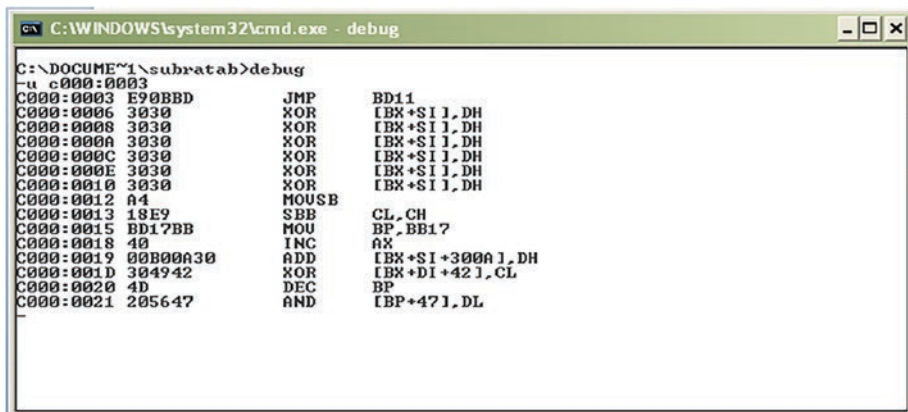 C:\WINDOWS\system32\cmd.exe - debug
C:\DOCUME~1\subratab>debug
-u c000:0003
C000:0003 E90BBD JMP BD11
C000:0006 3030 XOR [BX+SI],DH
C000:0008 3030 XOR [BX+SI],DH
C000:000A 3030 XOR [BX+SI],DH
C000:000C 3030 XOR [BX+SI],DH
C000:000E 3030 XOR [BX+SI],DH
C000:0010 3030 XOR [BX+SI],DH
C000:0012 A4 MOVSB
C000:0013 18E9 SBB CL,CH
C000:0015 BD17BB MOV BP,BB17
C000:0018 40 INC AX
C000:0019 00B00A30 ADD [BX+SI+300A],DH
C000:001D 304942 XOR [BX+DI+42],CL
C000:0020 4D DEC BP
C000:0021 205647 AND [BP+47],DL
-